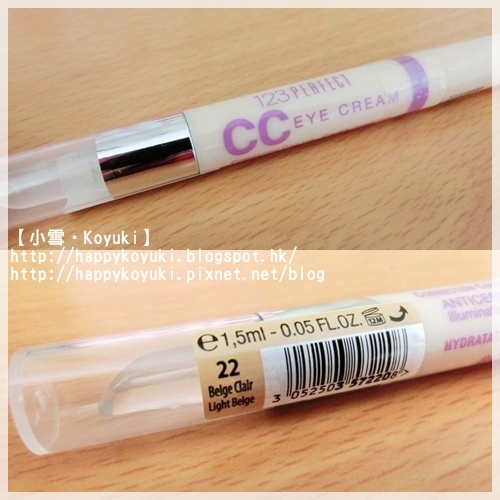 123 PERFECT
CC EYE CREAM
【小雪·Koyuki】
http://happykoyuki.blogspot.hk/
http://happykoyuki.pixnet.net/blog
ANTICE
Illumina
HYDRATA
℮1,5ml - 0.05 FL.OZ. 12M
22
Beige Clair
Light Beige
3 052503 572208